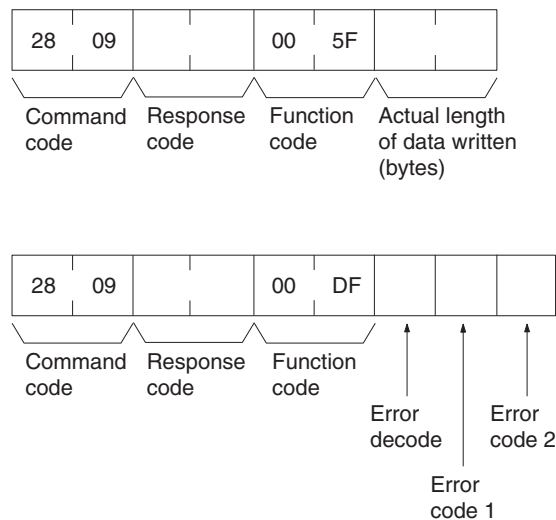 28 09 00 5F
Command code
Response code
Function code
Actual length of data written (bytes)
28 09 00 DF
Command code
Response code
Function code
Error decode
Error code 1
Error code 2